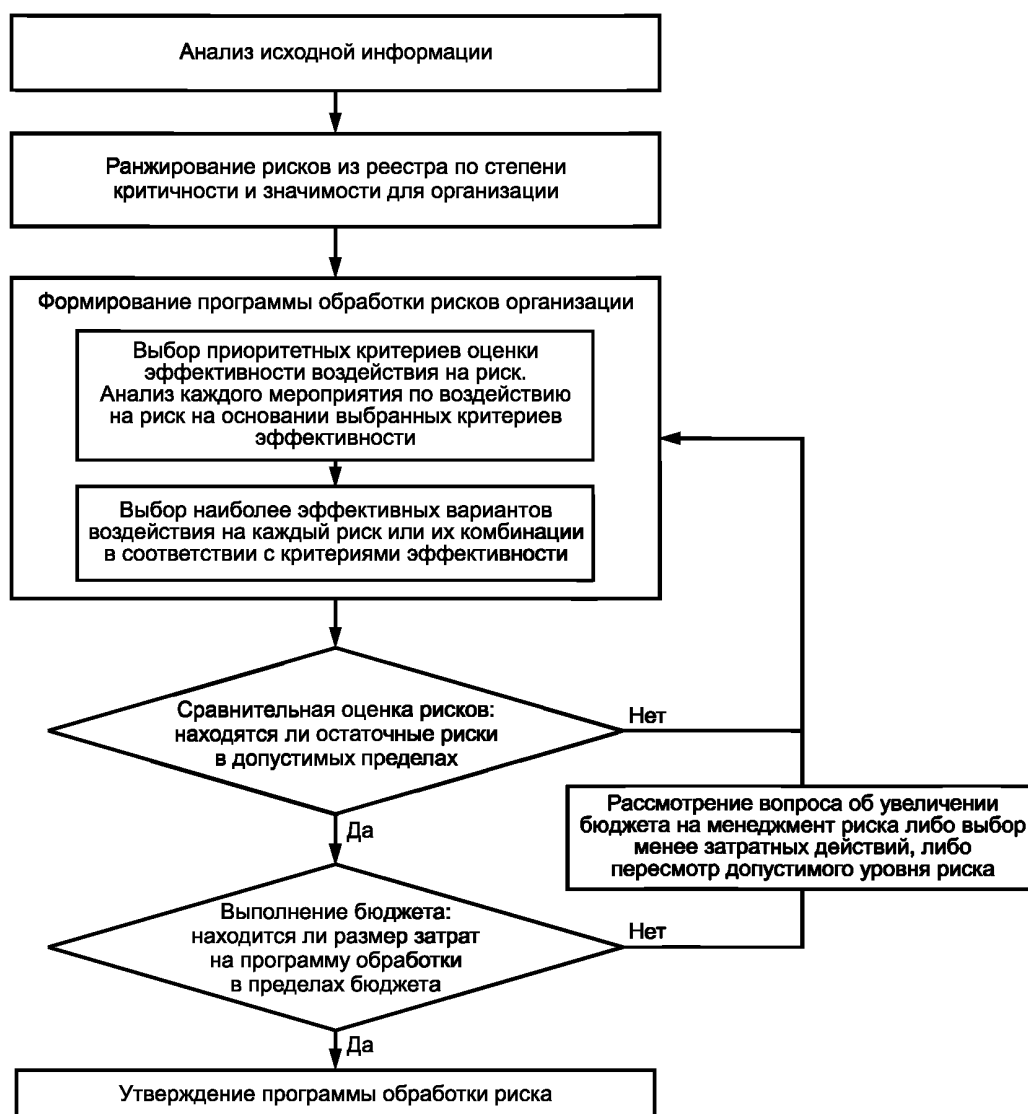 Анализ исходной информации
Ранжирование рисков из реестра по степени
критичности и значимости для организации
Формирование программы обработки рисков организации
Выбор приоритетных критериев оценки
эффективности воздействия на риск.
Анализ каждого мероприятия по воздействию
на риск на основании выбранных критериев
эффективности
Выбор наиболее эффективных вариантов
воздействия на каждый риск или их комбинации
в соответствии с критериями эффективности
Сравнительная оценка рисков:
находятся ли остаточные риски
в допустимых пределах
Нет
Рассмотрение вопроса об увеличении
бюджета на менеджмент риска либо выбор
менее затратных действий, либо
пересмотр допустимого уровня риска
Да
Выполнение бюджета:
находится ли размер затрат
на программу обработки
в пределах бюджета
Нет
Да
Утверждение программы обработки риска